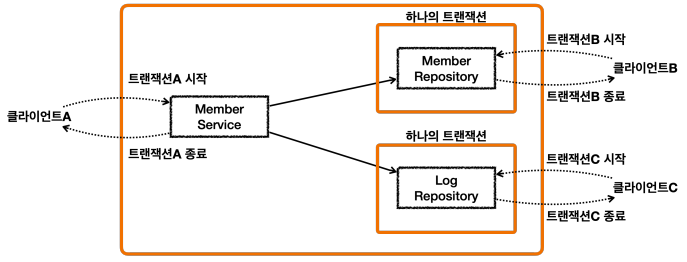 하나의 트랜잭션
트랜잭션B 시작
Member
Repository
클라이언트B
트랜잭션A 시작
트랜잭션B 종료
클라이언트A
Member
Service
하나의 트랜잭션
트랜잭션A 종료
트랜잭션C 시작
Log
Repository
클라이언트C
트랜잭션C 종료